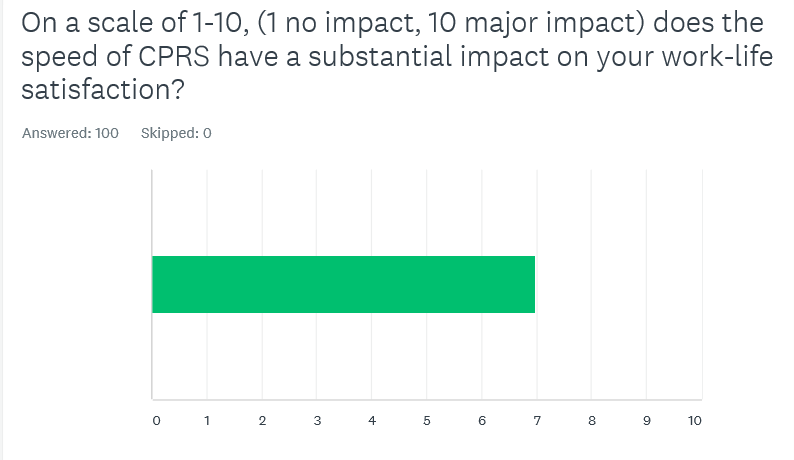 On a scale of 1-10, (1 no impact, 10 major impact) does the
speed of CPRS have a substantial impact on your work-life
satisfaction?
Answered: 100 Skipped: 0
0 1 2 3 4 5 6 7 8 9 10